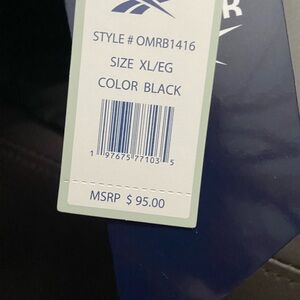 STYLE # OMRB1416
SIZE XL/EG
COLOR BLACK
1 97675 77103 5
MSRP $ 95.00